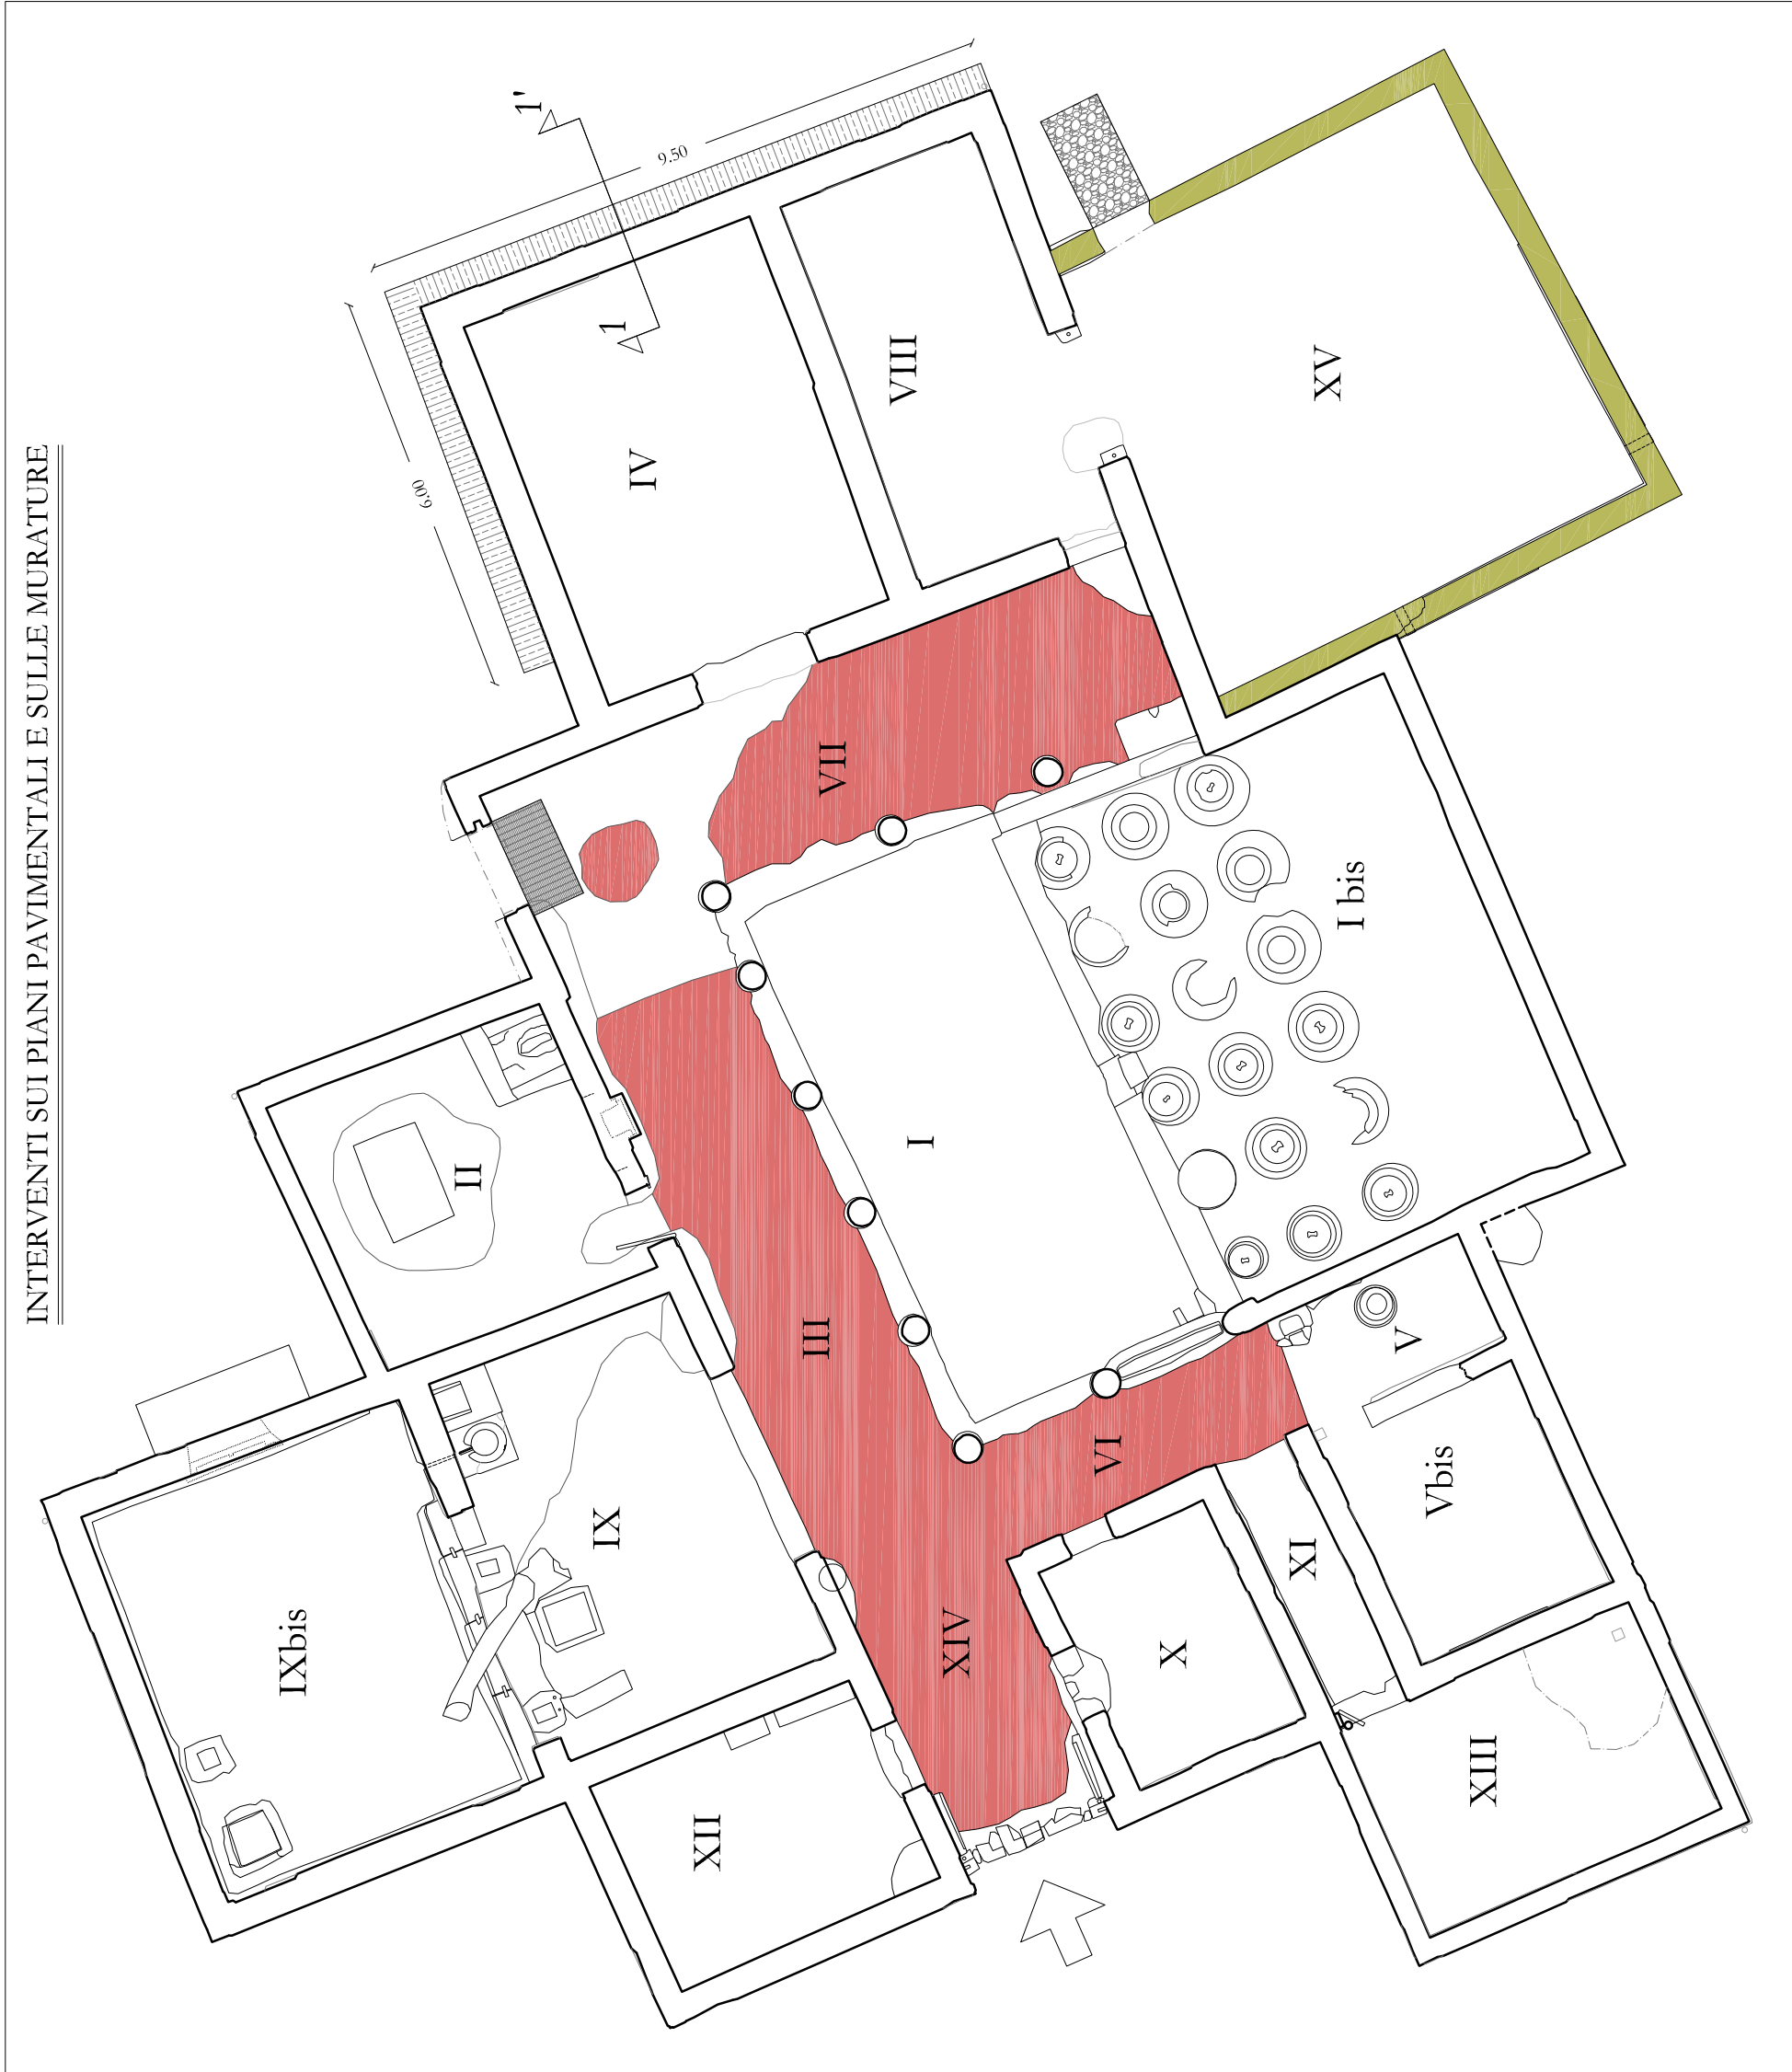 INTERVENTI SUI PIANI PAVIMENTALI E SULLE MURATURE
1'
9.50
1
6.00
IV
VIII
XV
VII
I bis
II
I
III
V
VI
Vbis
IX
XI
IXbis
XIV
X
XII
XIII